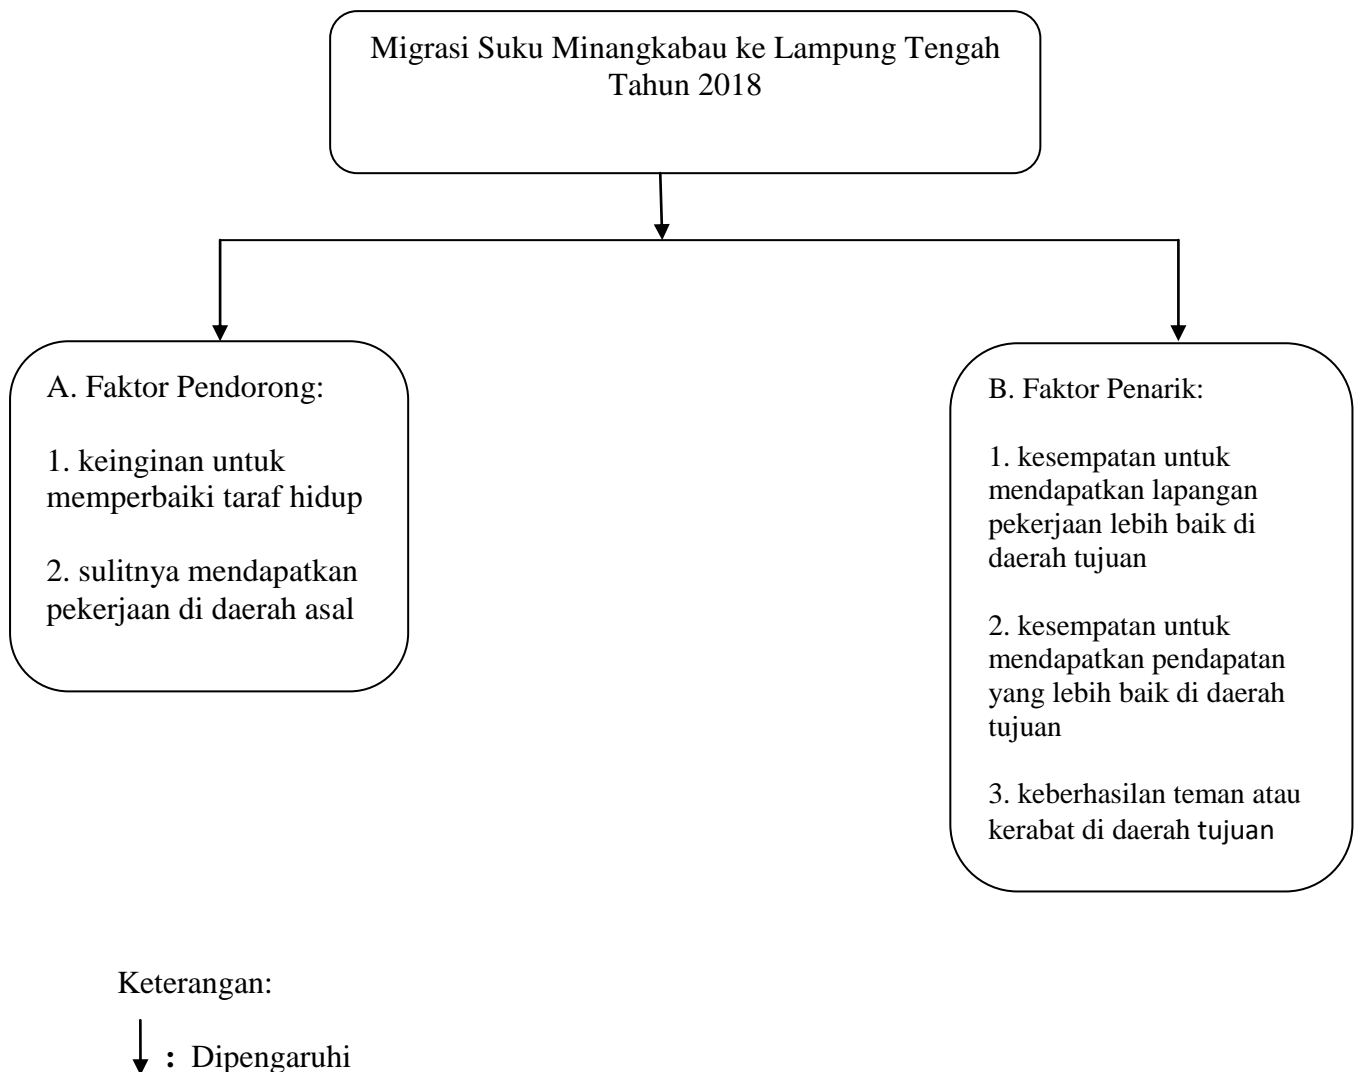 Migrasi Suku Minangkabau ke Lampung Tengah
Tahun 2018
A. Faktor Pendorong:
1. keinginan untuk
memperbaiki taraf hidup
2. sulitnya mendapatkan
pekerjaan di daerah asal
B. Faktor Penarik:
1. kesempatan untuk
mendapatkan lapangan
pekerjaan lebih baik di
daerah tujuan
2. kesempatan untuk
mendapatkan pendapatan
yang lebih baik di daerah
tujuan
3. keberhasilan teman atau
kerabat di daerah tujuan
Keterangan:
: Dipengaruhi